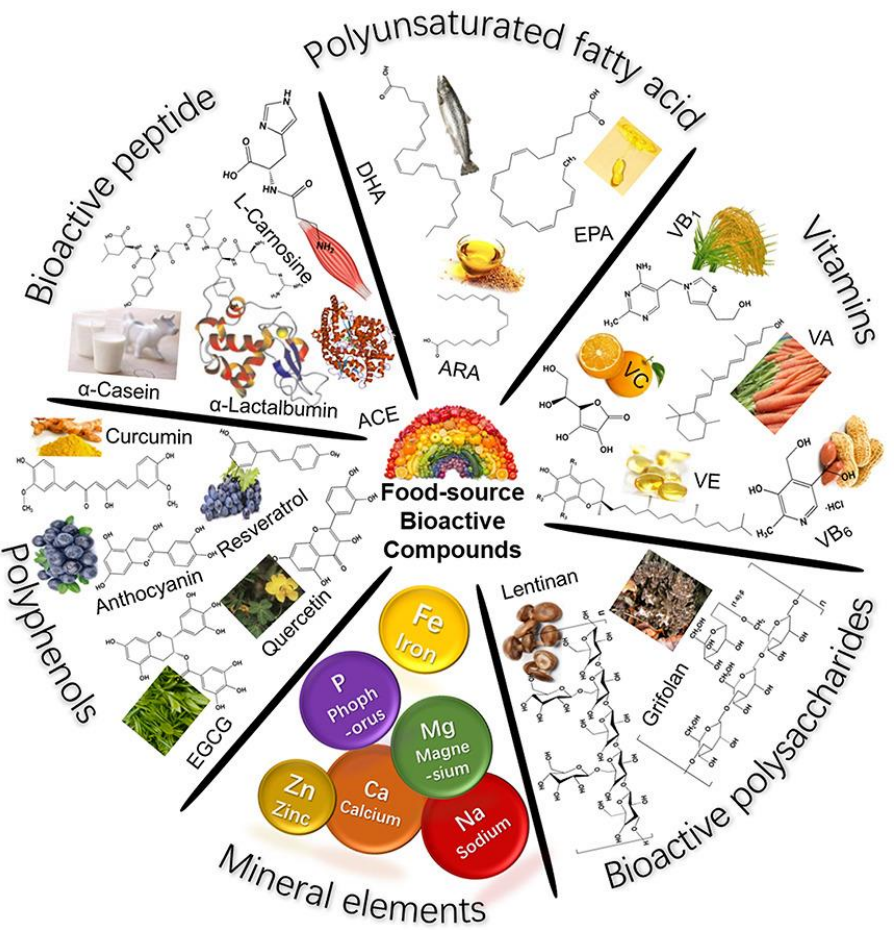 Polyunsaturated fatty acid
DHA
EPA
ARA
Vitamins
VB1
VA
VC
VE
VB6
Bioactive polysaccharides
Lentinan
Grifolan
Mineral elements
Fe
Iron
P
Phoph
-orus
Mg
Magne
-sium
Zn
Zinc
Ca
Calcium
Na
Sodium
Polyphenols
Curcumin
Resveratrol
Anthocyanin
Quercetin
EGCG
Bioactive peptide
L-Carnosine
α-Casein
α-Lactalbumin
ACE
Food-source
Bioactive
Compounds